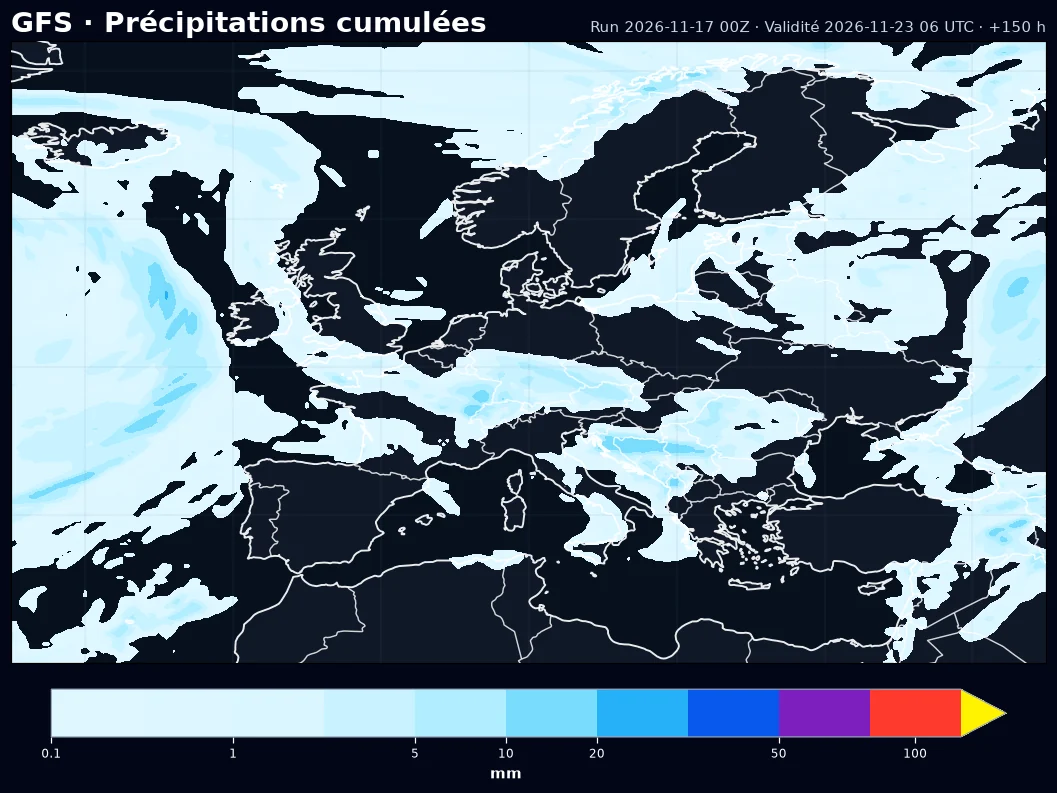 GFS · Précipitations cumulées
Run 2026-11-17 00Z · Validité 2026-11-23 06 UTC · +150 h
0.1 1 5 10 20 50 100
mm